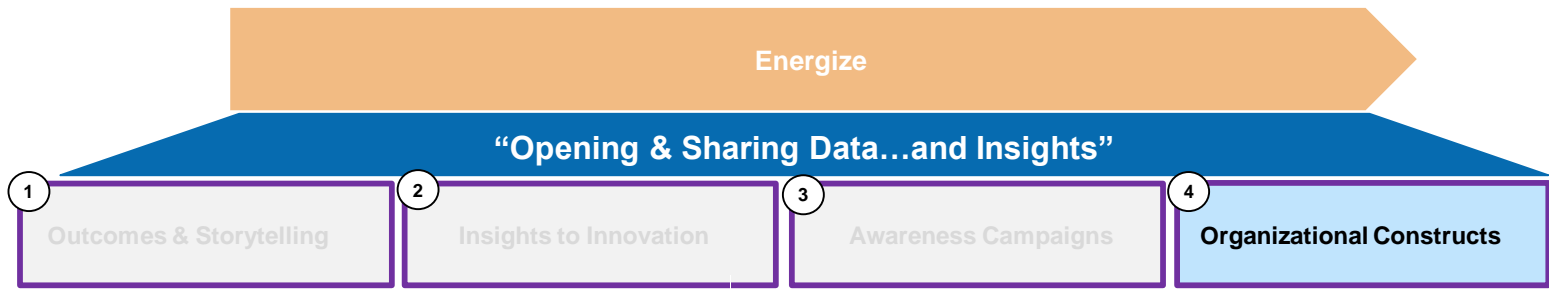 Energize
“Opening & Sharing Data…and Insights”
1
2
3
4
Outcomes & Storytelling
Insights to Innovation
Awareness Campaigns
Organizational Constructs